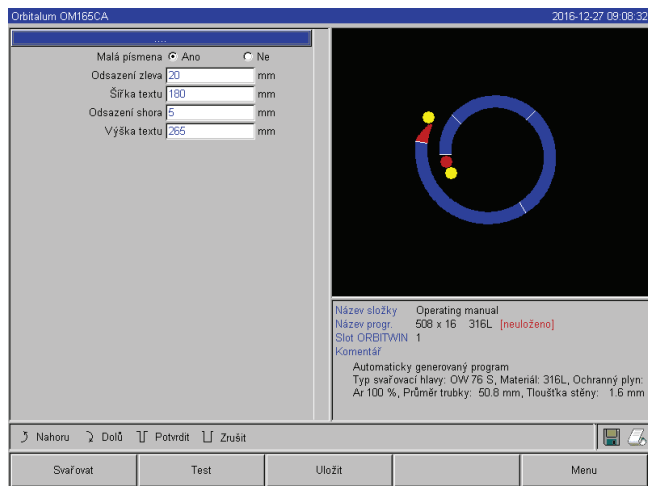 Orbitalum OM165CA 2016-12-27 09:08:32
....
Malá písmena Ano Ne
Odsazení zleva 20 mm
Šířka textu 180 mm
Odsazení shora 5 mm
Výška textu 265 mm
Název složky Operating manual
Název progr. 508 x 16 316L [neuloženo]
Slot ORBITWIN 1
Komentář
Automaticky generovaný program
Typ svařovací hlavy: OW 76 S, Materiál: 316L, Ochranný plyn:
Ar 100 %, Průměr trubky: 50.8 mm, Tloušťka stěny: 1.6 mm
Nahoru Dolů Potvrdit Zrušit
Svařovat Test Uložit Menu